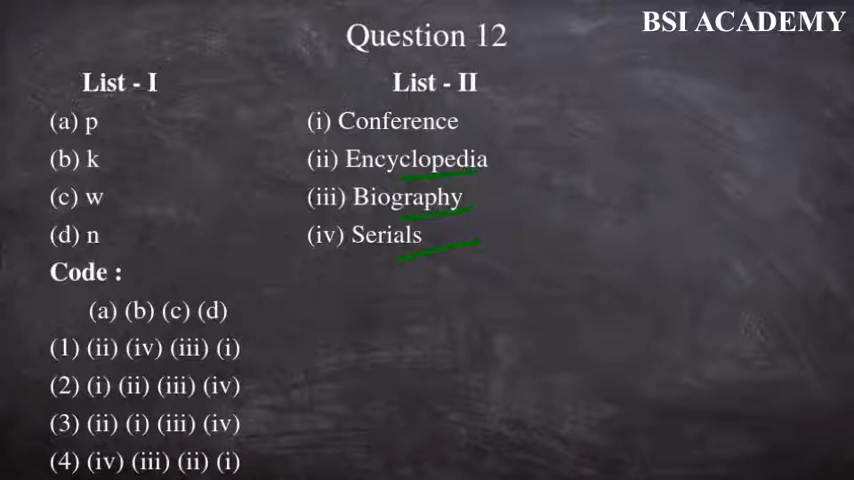 BSI ACADEMY
Question 12
List - I List - II
(a) p (i) Conference
(b) k (ii) Encyclopedia
(c) w (iii) Biography
(d) n (iv) Serials
Code :
(a) (b) (c) (d)
(1) (ii) (iv) (iii) (i)
(2) (i) (ii) (iii) (iv)
(3) (ii) (i) (iii) (iv)
(4) (iv) (iii) (ii) (i)